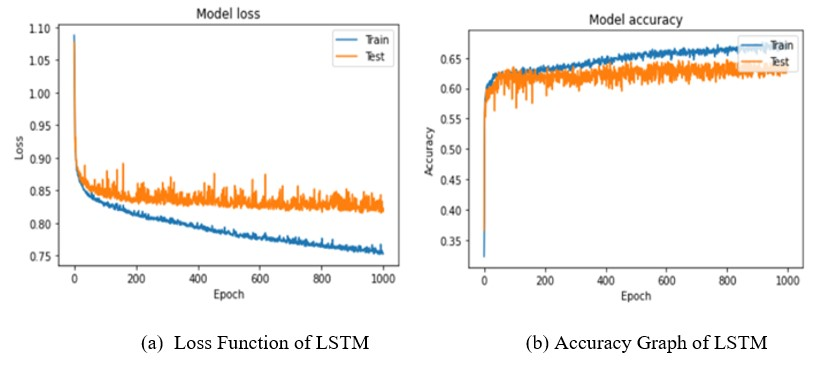 Model loss
1.10
1.05
1.00
0.95
0.90
0.85
0.80
0.75
Loss
0
200
400
600
800
1000
Epoch
Train
Test
Model accuracy
0.65
0.60
0.55
0.50
0.45
0.40
0.35
Accuracy
0
200
400
600
800
1000
Epoch
Train
Test
(a) Loss Function of LSTM
(b) Accuracy Graph of LSTM